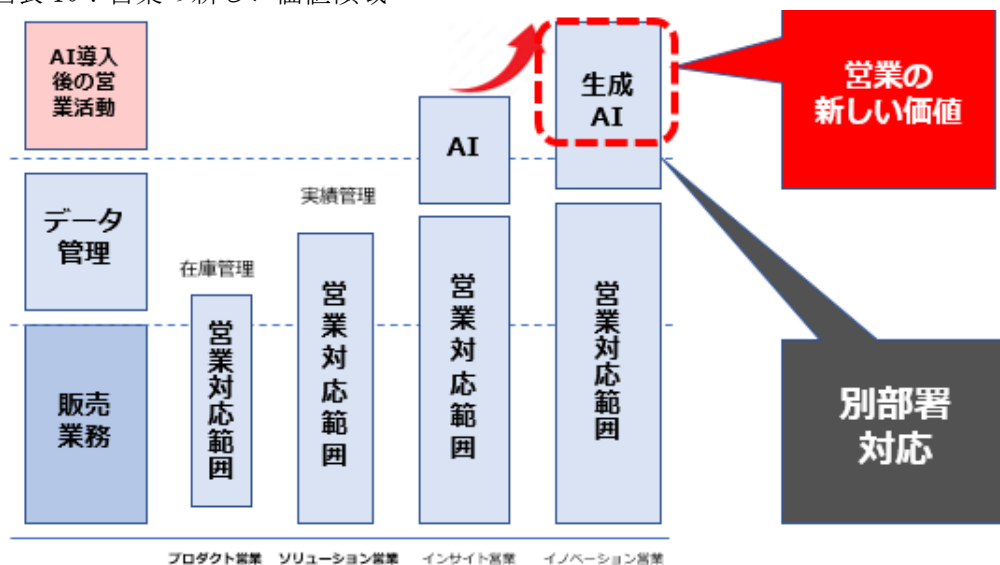 AI導入
後の営
業活動
データ
管理
販売
業務
在庫管理
営業対応範囲
実績管理
営業対応範囲
AI
営業対応範囲
生成
AI
営業対応範囲
営業の
新しい価値
別部署
対応
プロダクト営業
ソリューション営業
インサイト営業
イノベーション営業